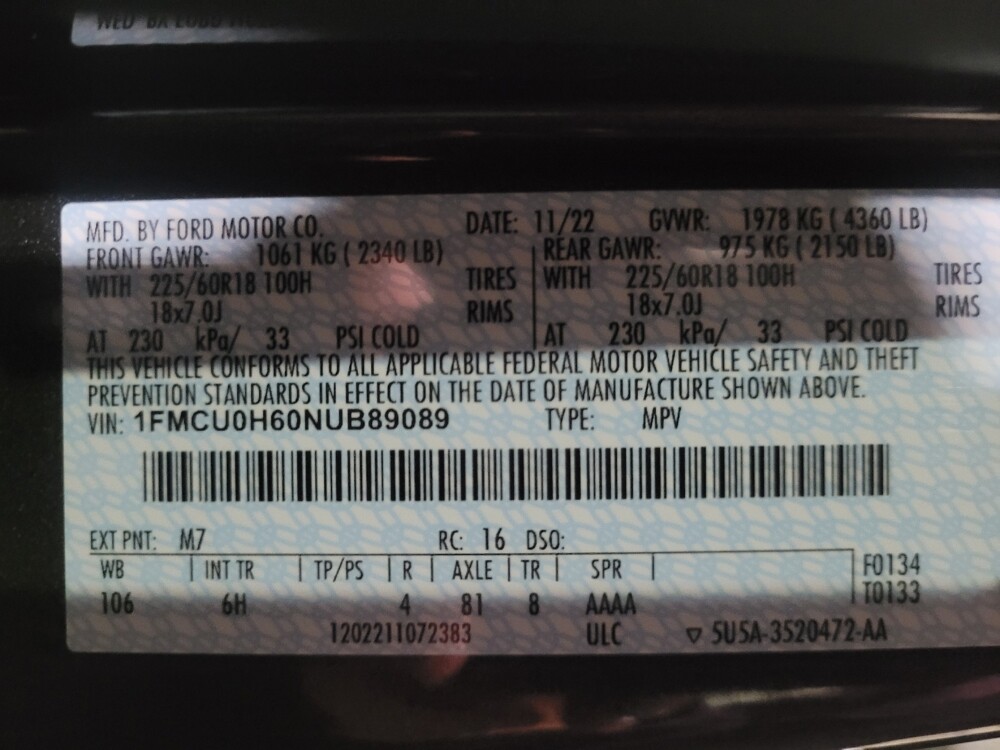 MFD. BY FORD MOTOR CO. DATE: 11/22 GVWR: 1978 KG ( 4360 LB)
FRONT GAWR: 1061 KG ( 2340 LB) REAR GAWR: 975 KG ( 2150 LB)
WITH 225/60R18 100H TIRES WITH 225/60R18 100H TIRES
18x7.0J RIMS 18x7.0J RIMS
AT 230 kPa/ 33 PSI COLD AT 230 kPa/ 33 PSI COLD
THIS VEHICLE CONFORMS TO ALL APPLICABLE FEDERAL MOTOR VEHICLE SAFETY AND THEFT
PREVENTION STANDARDS IN EFFECT ON THE DATE OF MANUFACTURE SHOWN ABOVE.
VIN: 1FMCU0H60NUB89089 TYPE: MPV
EXT PNT: M7 RC: 16 DSO:
WB INT TR TP/PS R AXLE TR SPR F0134
106 6H 4 81 8 AAAA T0133
1202211072383 ULC ▽ 5U5A-3520472-AA